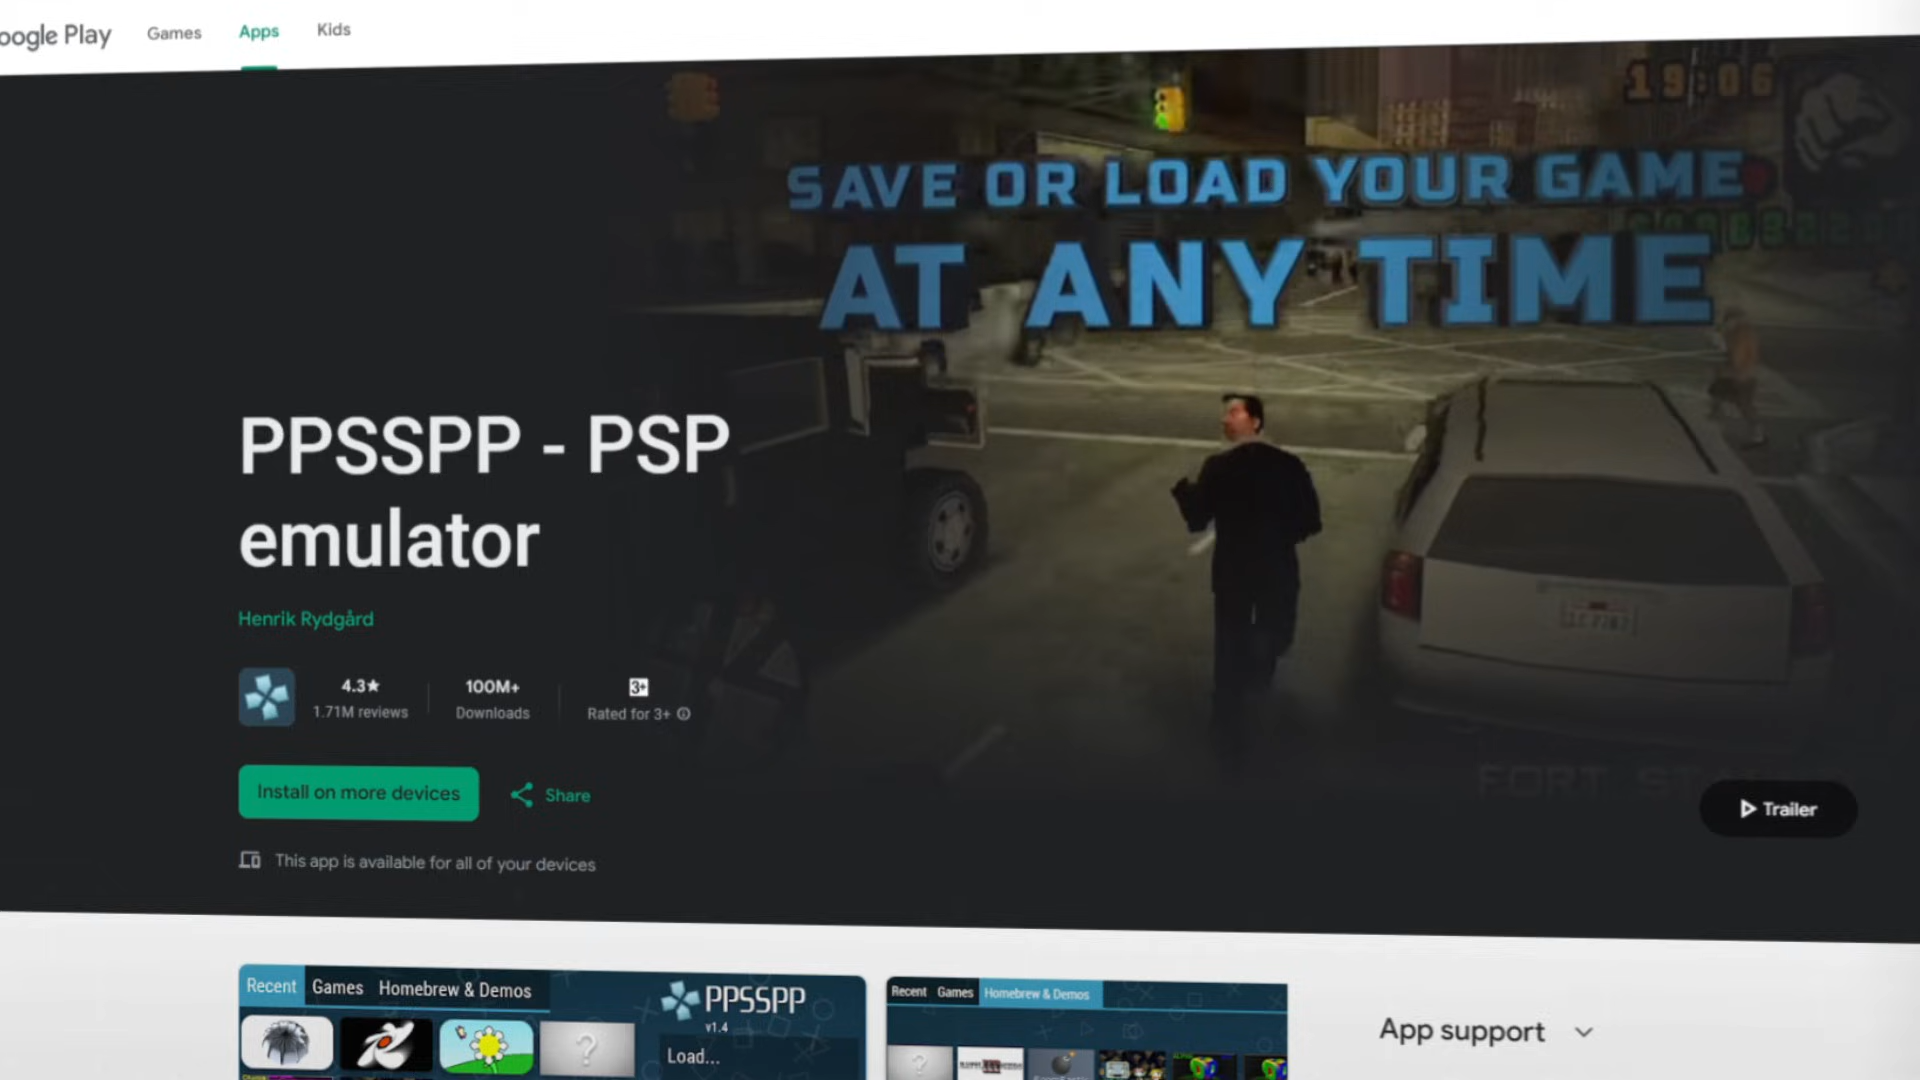 oogle Play
Games
Apps
Kids
19:06
SAVE OR LOAD YOUR GAME
AT ANY TIME
PPSSPP - PSP
emulator
Henrik Rydgård
4.3★
1.71M reviews
100M+
Downloads
3+
Rated for 3+
Install on more devices
Share
This app is available for all of your devices
Trailer
Recent
Games
Homebrew & Demos
PPSSPP
v1.4
Load...
Recent
Games
Homebrew & Demos
App support